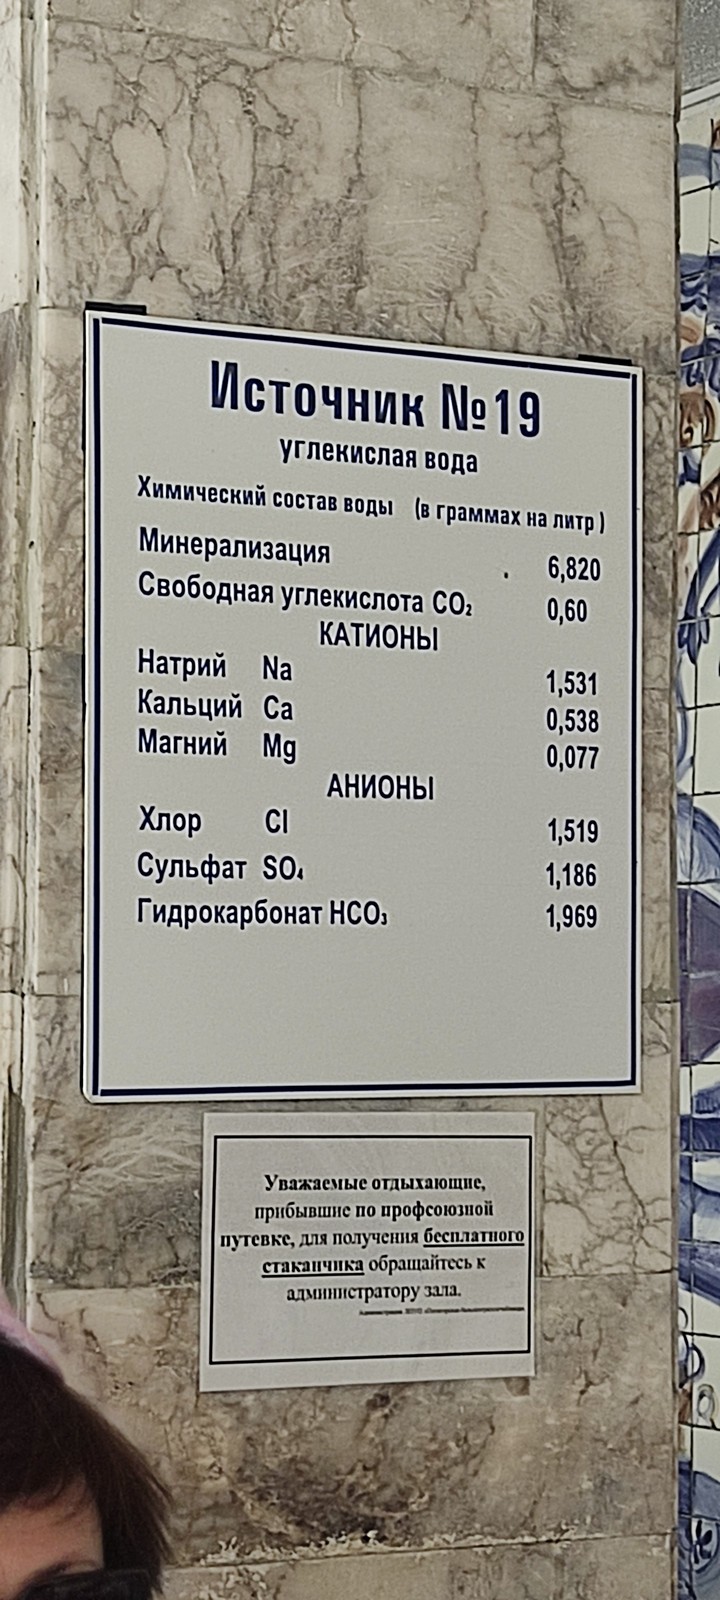 Источник №19
углекислая вода
Химический состав воды (в граммах на литр)
Минерализация 6,820
Свободная углекислота CO₂ 0,60
КАТИОНЫ
Натрий Na 1,531
Кальций Ca 0,538
Магний Mg 0,077
АНИОНЫ
Хлор Cl 1,519
Сульфат SO₄ 1,186
Гидрокарбонат HCO₃ 1,969
Уважаемые отдыхающие,
прибывшие по профсоюзной
путевке, для получения бесплатного
стаканчика обращайтесь к
администратору зала.